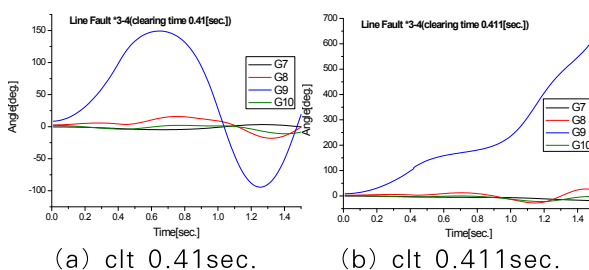 Line Fault *3-4(clearing time 0.41[sec.])
150
100
50
0
-50
-100
Angle[deg.]
G7
G8
G9
G10
0.0 0.2 0.4 0.6 0.8 1.0 1.2 1.4
Time[sec.]
(a) clt 0.41sec.
Line Fault *3-4(clearing time 0.411[sec.])
700
600
500
400
300
200
100
0
Angle[deg.]
G7
G8
G9
G10
0.0 0.2 0.4 0.6 0.8 1.0 1.2 1.4
Time[sec.]
(b) clt 0.411sec.